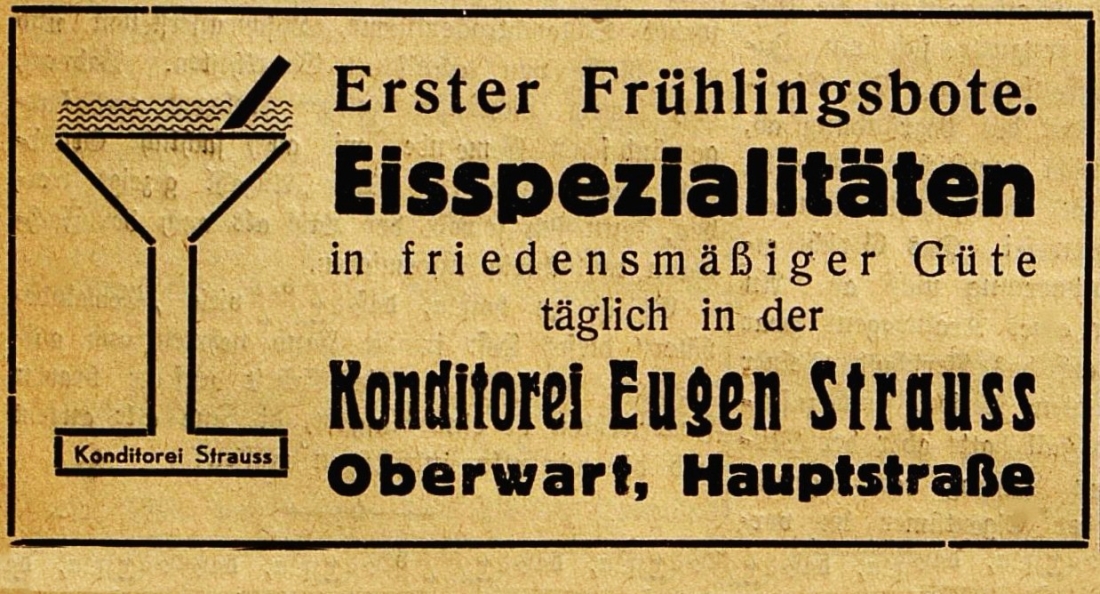 Erster Frühlingsbote.
Eisspezialitäten
in friedensmäßiger Güte
täglich in der
Konditorei Eugen Strauss
Oberwart, Hauptstraße
Konditorei Strauss